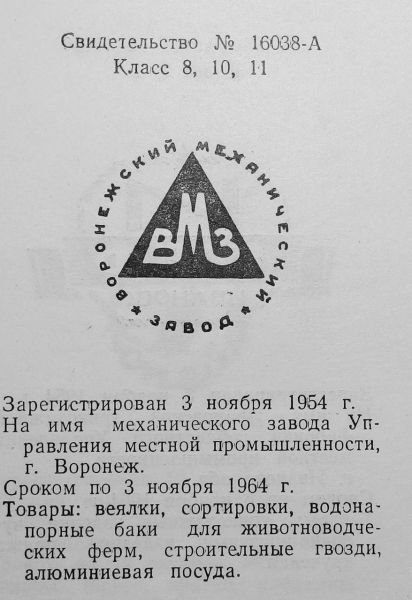 Свидетельство № 16038-А
Класс 8, 10, 11
ВОРОНЕЖСКИЙ МЕХАНИЧЕСКИЙ
ВМЗ
* ЗАВОД *
Зарегистрирован 3 ноября 1954 г.
На имя механического завода Уп-
равления местной промышленности,
г. Воронеж.
Сроком по 3 ноября 1964 г.
Товары: веялки, сортировки, водона-
порные баки для животноводче-
ских ферм, строительные гвозди,
алюминиевая посуда.